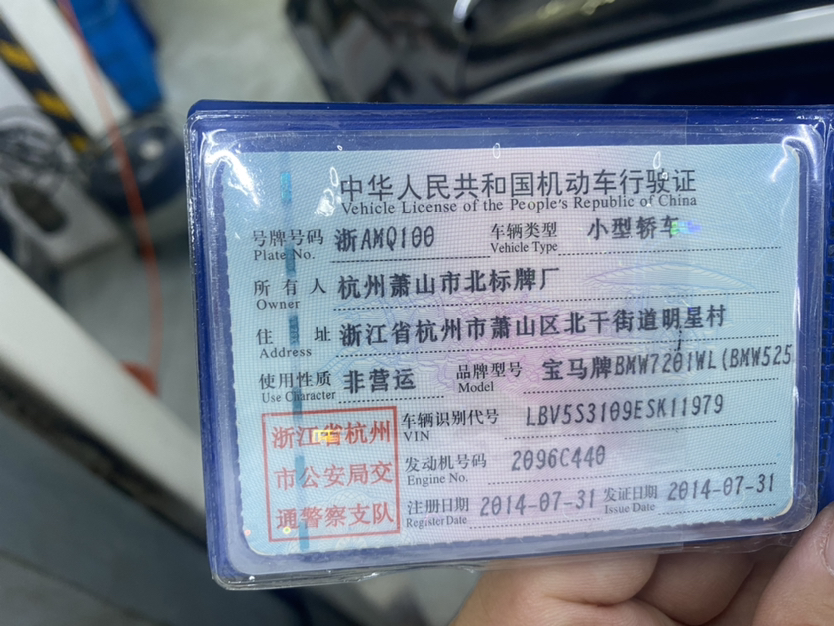 中华人民共和国机动车行驶证
Vehicle License of the People's Republic of China
号牌号码 浙AMQ100 车辆类型 小型轿车
Plate No. Vehicle Type
所有人 杭州萧山市北标牌厂
Owner
住址 浙江省杭州市萧山区北干街道明星村
Address
使用性质 非营运 品牌型号 宝马牌BMW7201WL(BMW525
Use Character Model
浙江省杭州
市公安局交
通警察支队
车辆识别代号 LBV5S3109ESK11979
VIN
发动机号码 2096C440
Engine No.
注册日期 2014-07-31 发证日期 2014-07-31
Register Date Issue Date